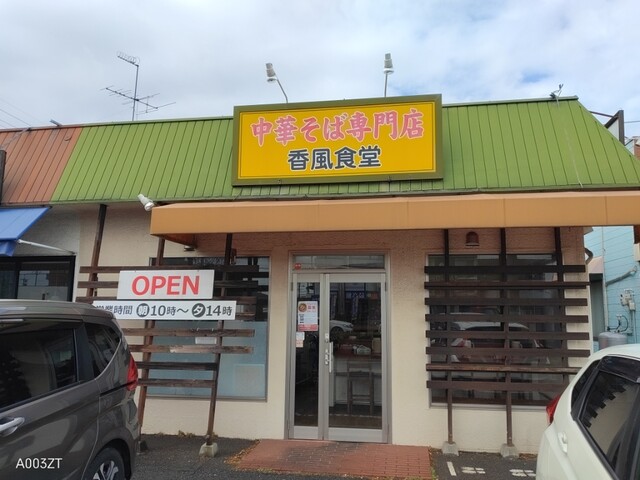 中華そば専門店
香風食堂
OPEN
営業時間 朝10時〜夕14時
A003ZT